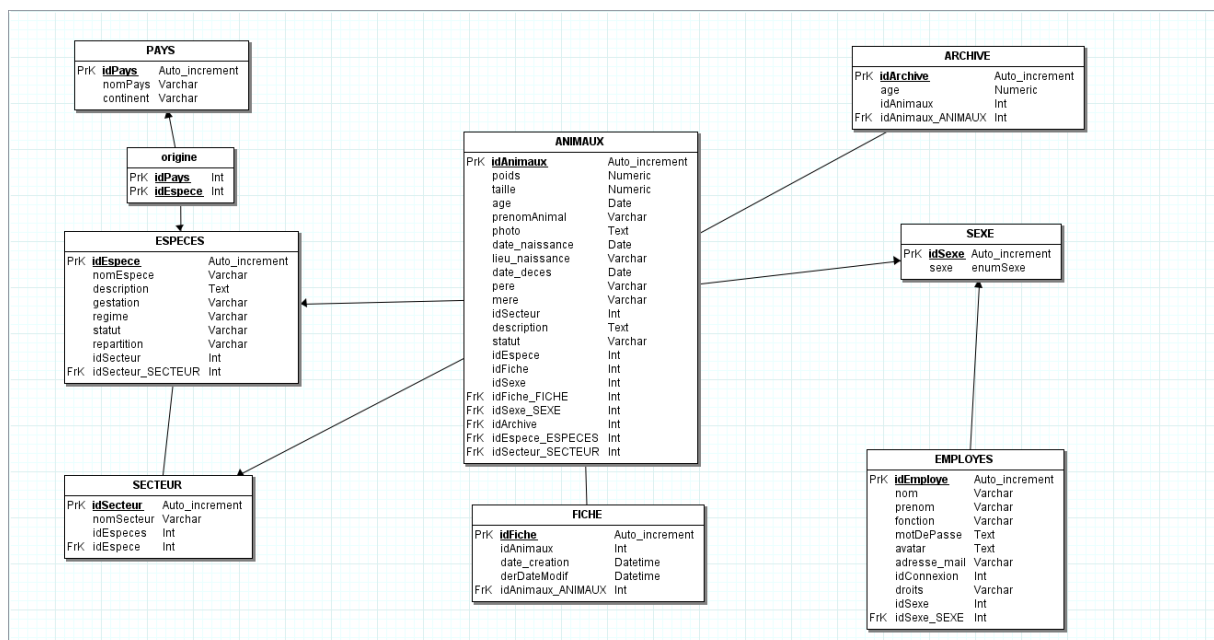 PAYS
PrK idPays Auto_increment
nomPays Varchar
continent Varchar
origine
PrK idPays Int
PrK idEspece Int
ESPECES
PrK idEspece Auto_increment
nomEspece Varchar
description Text
gestation Varchar
regime Varchar
statut Varchar
repartition Varchar
idSecteur Int
FrK idSecteur_SECTEUR Int
SECTEUR
PrK idSecteur Auto_increment
nomSecteur Varchar
idEspeces Int
FrK idEspece Int
ANIMAUX
PrK idAnimaux Auto_increment
poids Numeric
taille Numeric
age Date
prenomAnimal Varchar
photo Text
date_naissance Date
lieu_naissance Varchar
date_deces Date
pere Varchar
mere Varchar
idSecteur Int
description Text
statut Varchar
idEspece Int
idFiche Int
idSexe Int
FrK idFiche_FICHE Int
FrK idSexe_SEXE Int
FrK idArchive Int
FrK idEspece_ESPECES Int
FrK idSecteur_SECTEUR Int
FICHE
PrK idFiche Auto_increment
idAnimaux Int
date_creation Datetime
derDateModif Datetime
FrK idAnimaux_ANIMAUX Int
ARCHIVE
PrK idArchive Auto_increment
age Numeric
idAnimaux Int
FrK idAnimaux_ANIMAUX Int
SEXE
PrK idSexe Auto_increment
sexe enumSexe
EMPLOYES
PrK idEmploye Auto_increment
nom Varchar
prenom Varchar
fonction Varchar
motDePasse Text
avatar Text
adresse_mail Varchar
idConnexion Int
droits Varchar
idSexe Int
FrK idSexe_SEXE Int